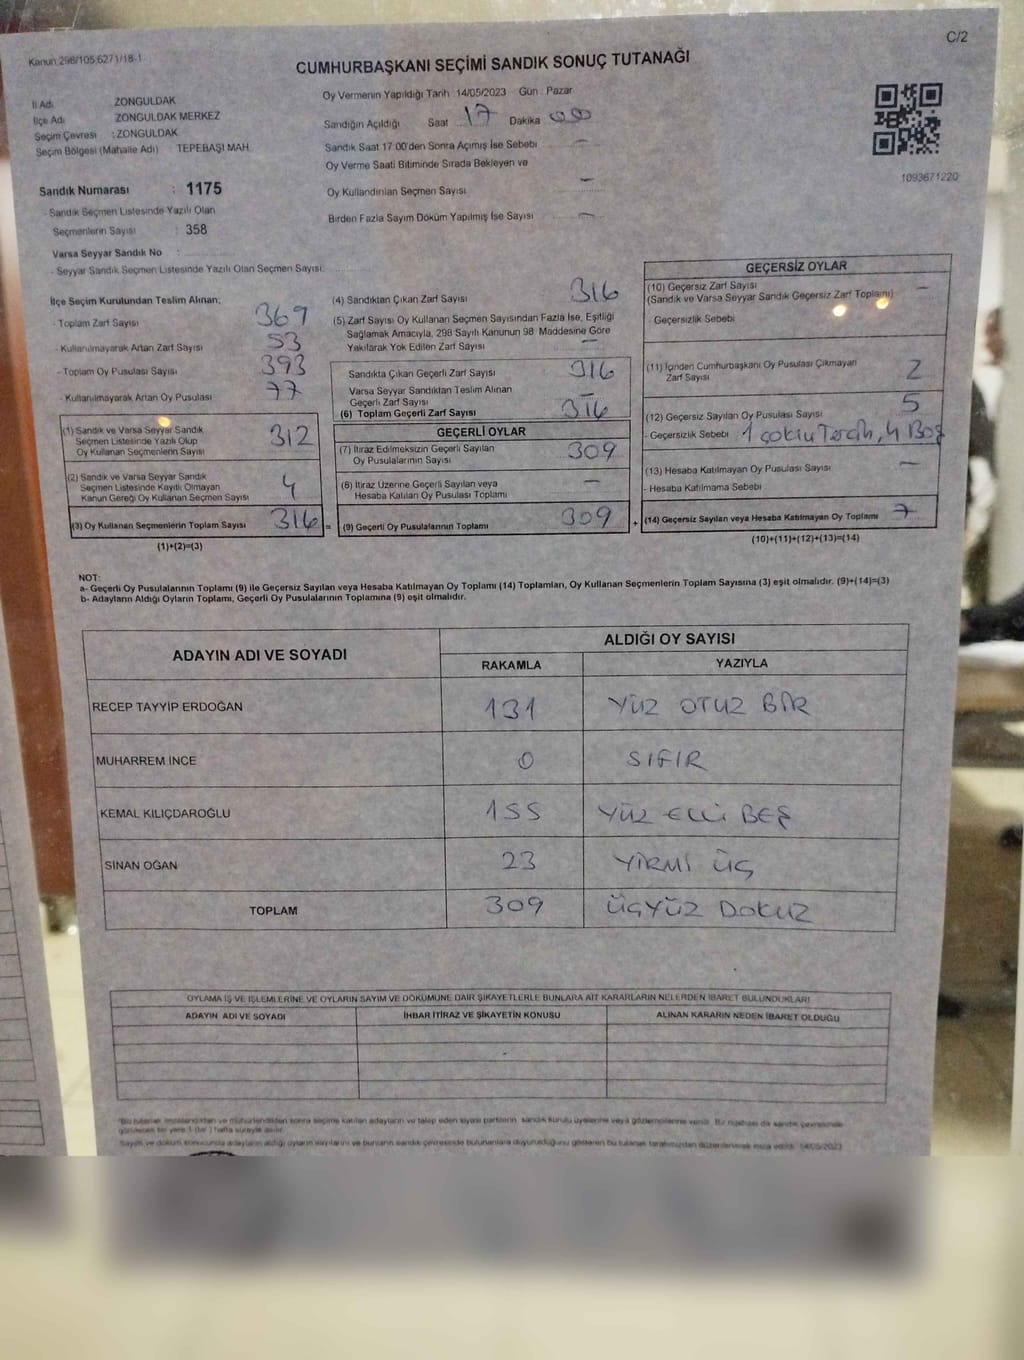 C/2
Kanun 298/105,6271/18-1
CUMHURBAŞKANI SEÇİMİ SANDIK SONUÇ TUTANAĞI
İl Adı ZONGULDAK
İlçe Adı ZONGULDAK MERKEZ
Seçim Çevresi : ZONGULDAK
Seçim Bölgesi (Mahalle Adı) TEPEBAŞI MAH.
Oy Vermenin Yapıldığı Tarih 14/05/2023 Gün : Pazar
Sandığın Açıldığı Saat 17 Dakika 00
Sandık Saat 17.00'den Sonra Açılmış İse Sebebi –
Oy Verme Saati Bitiminde Sırada Bekleyen ve
Oy Kullandırılan Seçmen Sayısı –
Birden Fazla Sayım Döküm Yapılmış İse Sayısı –
1093671220
Sandık Numarası : 1175
- Sandık Seçmen Listesinde Yazılı Olan
Seçmenlerin Sayısı : 358
Varsa Seyyar Sandık No :
- Seyyar Sandık Seçmen Listesinde Yazılı Olan Seçmen Sayısı:
İlçe Seçim Kurulundan Teslim Alınan;
- Toplam Zarf Sayısı 369
- Kullanılmayarak Artan Zarf Sayısı 53
- Toplam Oy Pusulası Sayısı 393
- Kullanılmayarak Artan Oy Pusulası 77
(1) Sandık ve Varsa Seyyar Sandık
Seçmen Listesinde Yazılı Olup
Oy Kullanan Seçmenlerin Sayısı 312
(2) Sandık ve Varsa Seyyar Sandık
Seçmen Listesinde Kayıtlı Olmayan
Kanun Gereği Oy Kullanan Seçmen Sayısı 4
(3) Oy Kullanan Seçmenlerin Toplam Sayısı 316
(1)+(2)=(3)
(4) Sandıktan Çıkan Zarf Sayısı 316
(5) Zarf Sayısı Oy Kullanan Seçmen Sayısından Fazla İse, Eşitliği
Sağlamak Amacıyla, 298 Sayılı Kanunun 98. Maddesine Göre
Yakılarak Yok Edilen Zarf Sayısı –
Sandıkta Çıkan Geçerli Zarf Sayısı 316
Varsa Seyyar Sandıktan Teslim Alınan
Geçerli Zarf Sayısı –
(6) Toplam Geçerli Zarf Sayısı 316
GEÇERLİ OYLAR
(7) İtiraz Edilmeksizin Geçerli Sayılan
Oy Pusulalarının Sayısı 309
(8) İtiraz Üzerine Geçerli Sayılan veya
Hesaba Katılan Oy Pusulası Toplamı –
= (9) Geçerli Oy Pusulalarının Toplamı 309
GEÇERSİZ OYLAR
(10) Geçersiz Zarf Sayısı
(Sandık ve Varsa Seyyar Sandık Geçersiz Zarf Toplamı) –
- Geçersizlik Sebebi
(11) İçinden Cumhurbaşkanı Oy Pusulası Çıkmayan
Zarf Sayısı 2
(12) Geçersiz Sayılan Oy Pusulası Sayısı 5
- Geçersizlik Sebebi 1 çoklu Tercih, 4 Boş
(13) Hesaba Katılmayan Oy Pusulası Sayısı –
- Hesaba Katılmama Sebebi
+ (14) Geçersiz Sayılan veya Hesaba Katılmayan Oy Toplamı 7
(10)+(11)+(12)+(13)=(14)
NOT:
a- Geçerli Oy Pusulalarının Toplamı (9) ile Geçersiz Sayılan veya Hesaba Katılmayan Oy Toplamı (14) Toplamları, Oy Kullanan Seçmenlerin Toplam Sayısına (3) eşit olmalıdır. (9)+(14)=(3)
b- Adayların Aldığı Oyların Toplamı, Geçerli Oy Pusulalarının Toplamına (9) eşit olmalıdır.
ADAYIN ADI VE SOYADI
ALDIĞI OY SAYISI
RAKAMLA YAZIYLA
RECEP TAYYİP ERDOĞAN 131 YÜZ OTUZ BİR
MUHARREM İNCE 0 SIFIR
KEMAL KILIÇDAROĞLU 155 YÜZ ELLİ BEŞ
SİNAN OĞAN 23 YİRMİ ÜÇ
TOPLAM 309 ÜÇYÜZ DOKUZ
OYLAMA İŞ VE İŞLEMLERİNE VE OYLARIN SAYIM VE DÖKÜMÜNE DAİR ŞİKAYETLERLE BUNLARA AİT KARARLARIN NELERDEN İBARET BULUNDUKLARI
ADAYIN ADI VE SOYADI İHBAR İTİRAZ VE ŞİKAYETİN KONUSU ALINAN KARARIN NEDEN İBARET OLDUĞU